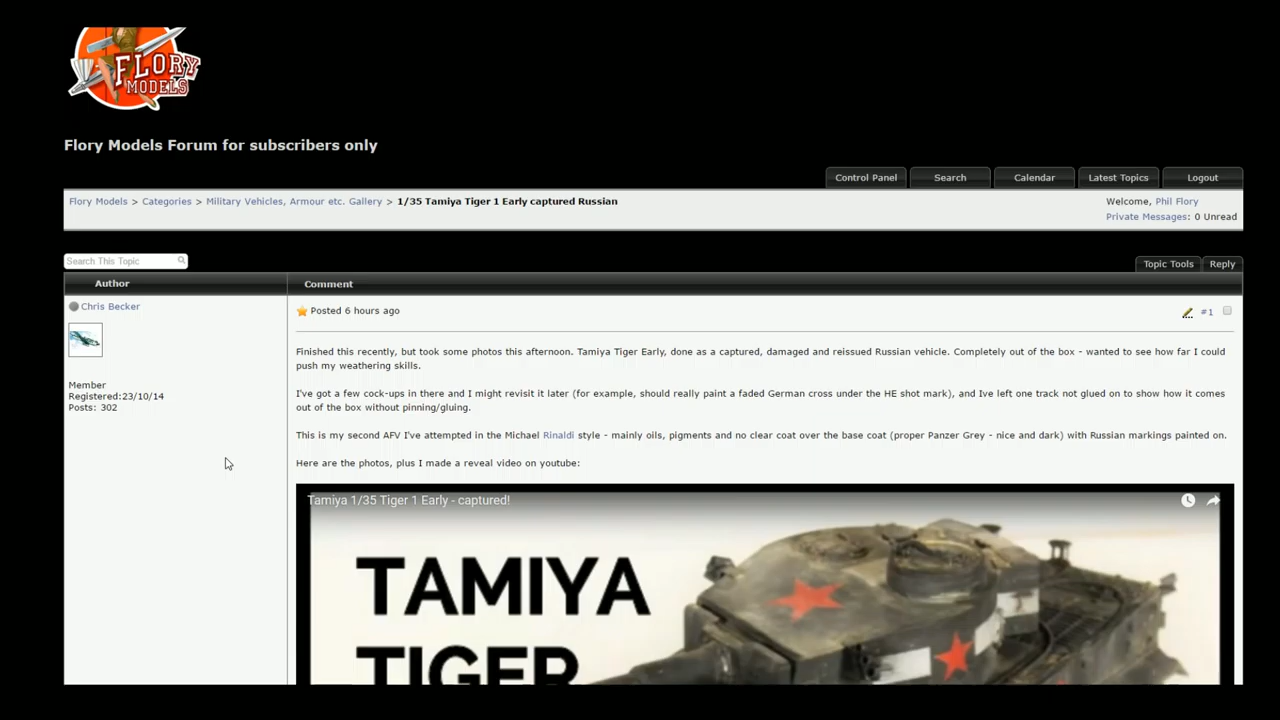 FLORY
MODELS
Flory Models Forum for subscribers only
Control Panel Search Calendar Latest Topics Logout
Flory Models > Categories > Military Vehicles, Armour etc. Gallery > 1/35 Tamiya Tiger 1 Early captured Russian
Welcome, Phil Flory
Private Messages: 0 Unread
Search This Topic
Topic Tools Reply
Author Comment
Chris Becker
Member
Registered:23/10/14
Posts: 302
Posted 6 hours ago
#1
Finished this recently, but took some photos this afternoon. Tamiya Tiger Early, done as a captured, damaged and reissued Russian vehicle. Completely out of the box - wanted to see how far I could
push my weathering skills.
I've got a few cock-ups in there and I might revisit it later (for example, should really paint a faded German cross under the HE shot mark), and Ive left one track not glued on to show how it comes
out of the box without pinning/gluing.
This is my second AFV I've attempted in the Michael Rinaldi style - mainly oils, pigments and no clear coat over the base coat (proper Panzer Grey - nice and dark) with Russian markings painted on.
Here are the photos, plus I made a reveal video on youtube:
Tamiya 1/35 Tiger 1 Early - captured!
TAMIYA
TIGER